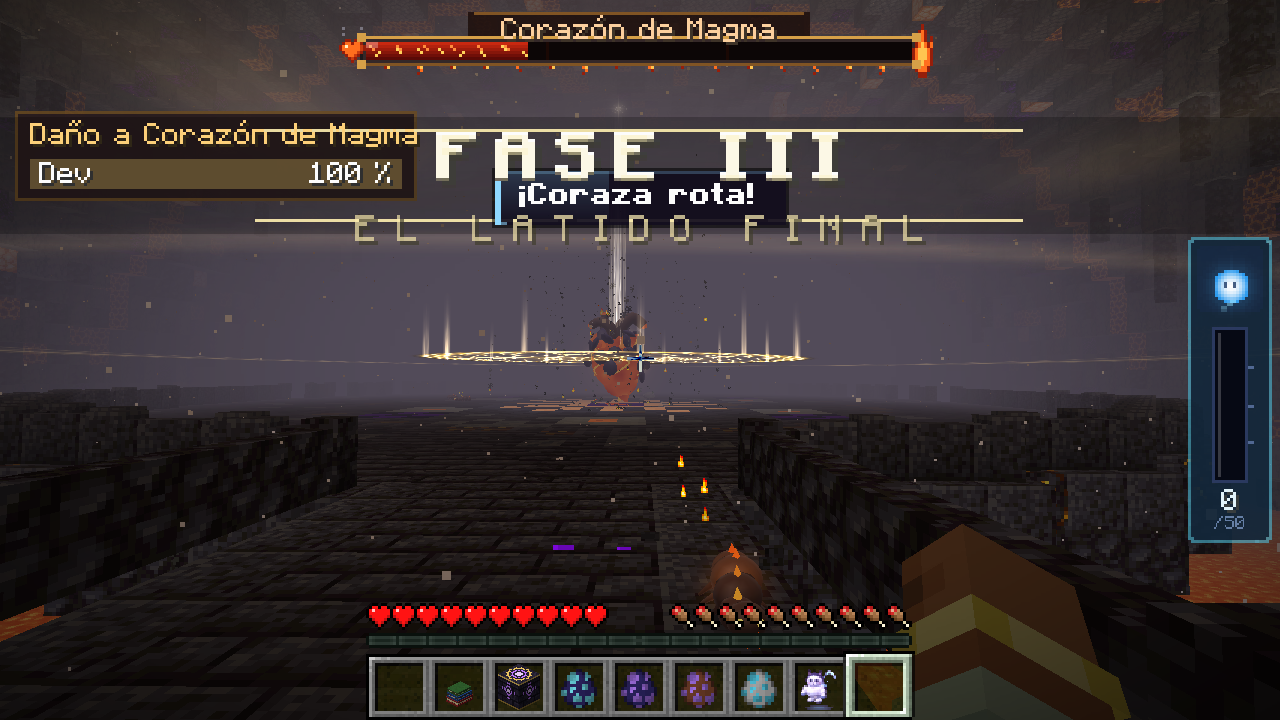 Corazón de Magma
Daño a Corazón de Magma
Dev 100 %
FASE III
¡Coraza rota!
EL LATIDO FINAL
0
/50